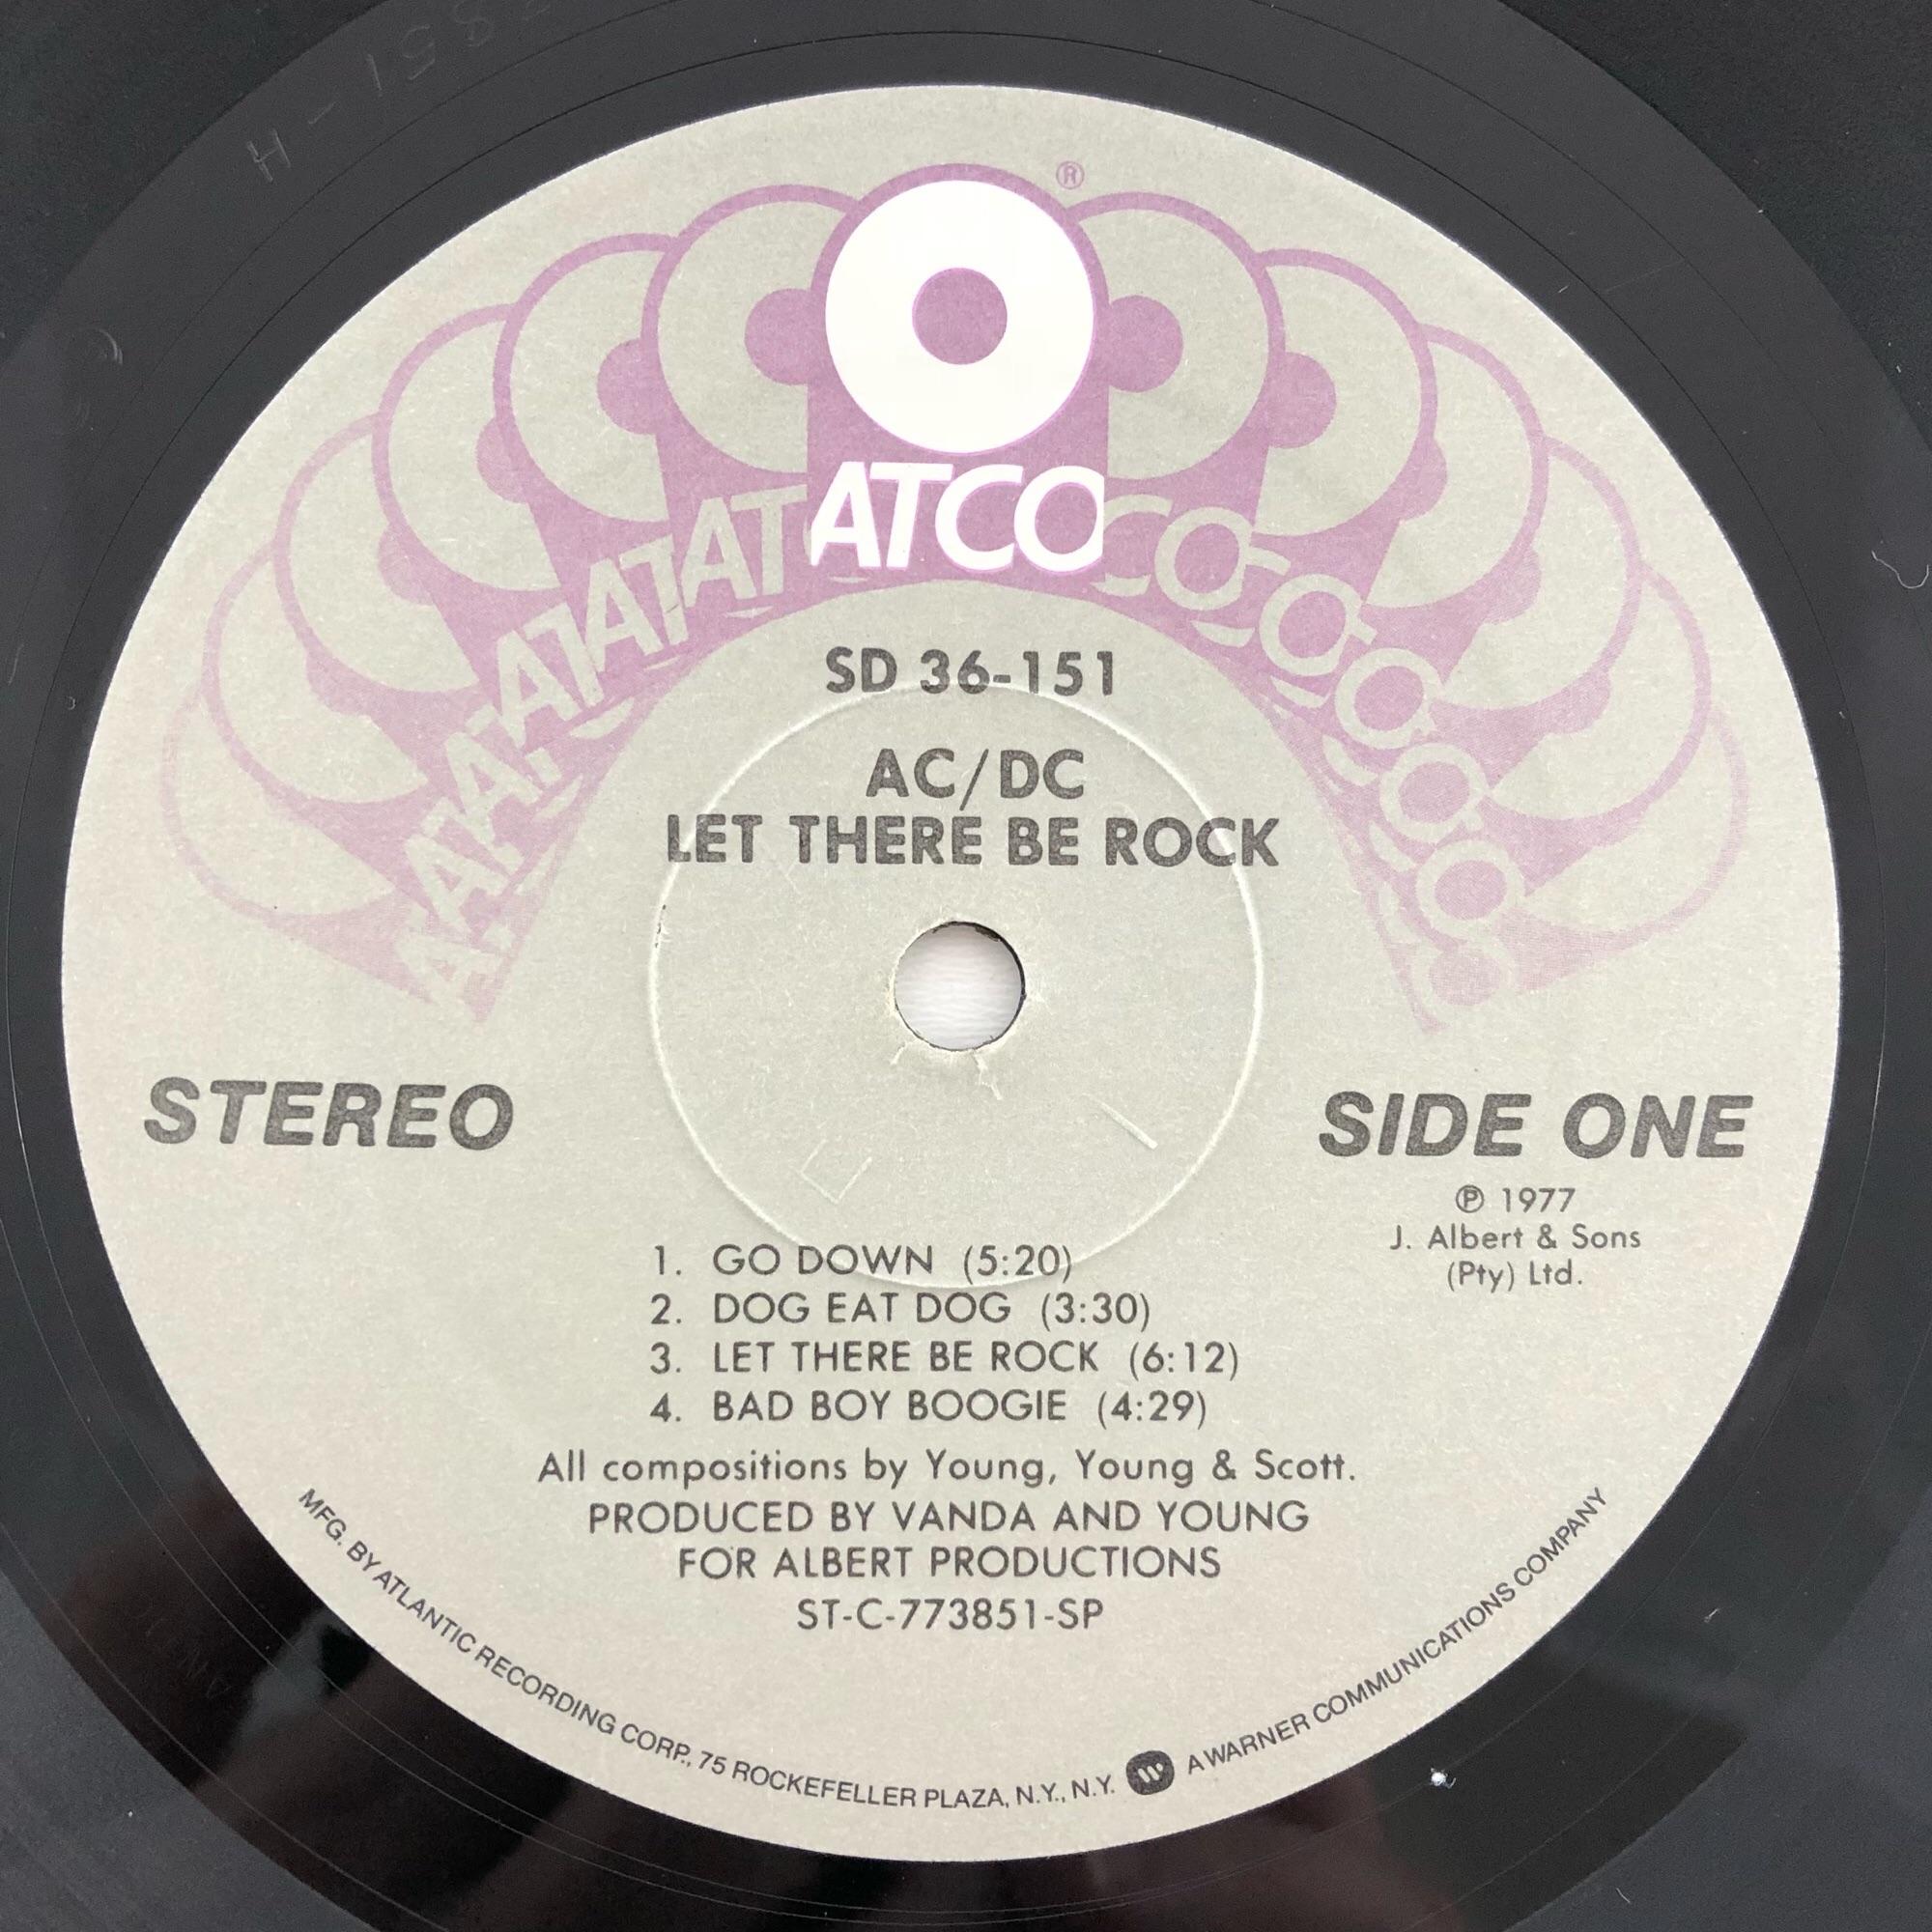 851-H
®
ATCO
SD 36-151
AC/DC
LET THERE BE ROCK
STEREO
SIDE ONE
℗ 1977
J. Albert & Sons
(Pty) Ltd.
1. GO DOWN (5:20)
2. DOG EAT DOG (3:30)
3. LET THERE BE ROCK (6:12)
4. BAD BOY BOOGIE (4:29)
All compositions by Young, Young & Scott.
PRODUCED BY VANDA AND YOUNG
FOR ALBERT PRODUCTIONS
ST-C-773851-SP
MFG. BY ATLANTIC RECORDING CORP., 75 ROCKEFELLER PLAZA, N.Y., N.Y. W A WARNER COMMUNICATIONS COMPANY